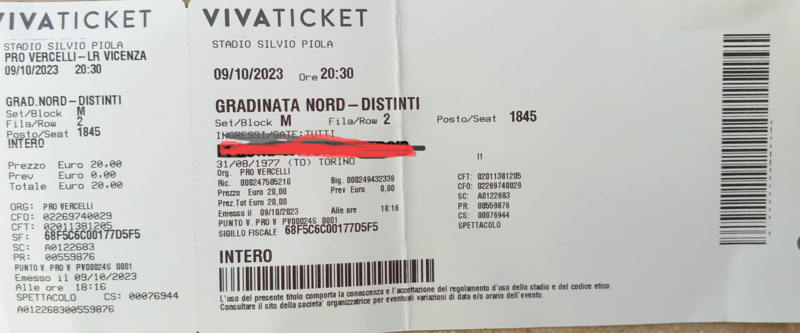 VIVATICKET
STADIO SILVIO PIOLA
PRO VERCELLI-LR VICENZA
09/10/2023 20:30
GRAD.NORD-DISTINTI
Set/Block M
Fila/Row 2
Posto/Seat 1845
INTERO
Prezzo Euro 20.00
Prev Euro 0.00
Totale Euro 20.00
ORG: PRO VERCELLI
CFO: 02269740029
CFT: 02011381205
SF: 68F5C6C00177D5F5
SC: A0122683
PR: 00559876
PUNTO V. PRO V PV00024S 0001
Emesso il 09/10/2023
Alle ore 18:16
SPETTACOLO CS: 00076944
A012268300559876
VIVATICKET
STADIO SILVIO PIOLA
09/10/2023 Ore 20:30
GRADINATA NORD-DISTINTI
Set/Block M Fila/Row 2 Posto/Seat 1845
INGRESSI/GATE:TUTTI
31/08/1977 (TO) TORINO
I1
Org. PRO VERCELLI
Ric. 000247505210 Big. 000249432339
Prezzo Euro 20,00 Prev Euro 0,00
Prez.Tot Euro 20,00
Emesso il 09/10/2023 Alle ore 18:16
PUNTO V. PRO V PV00024S 0001
SIGILLO FISCALE 68F5C6C00177D5F5
CFT: 02011381205
CFO: 02269740029
SC: A0122683
PR: 00559876
CS: 00076944
SPETTACOLO
INTERO
L'uso del presente titolo comporta la conoscenza e l'accettazione del regolamento d'uso dello stadio e del codice etico.
Consultare il sito della società organizzatrice per eventuali variazioni di data e/o orario dell'evento.